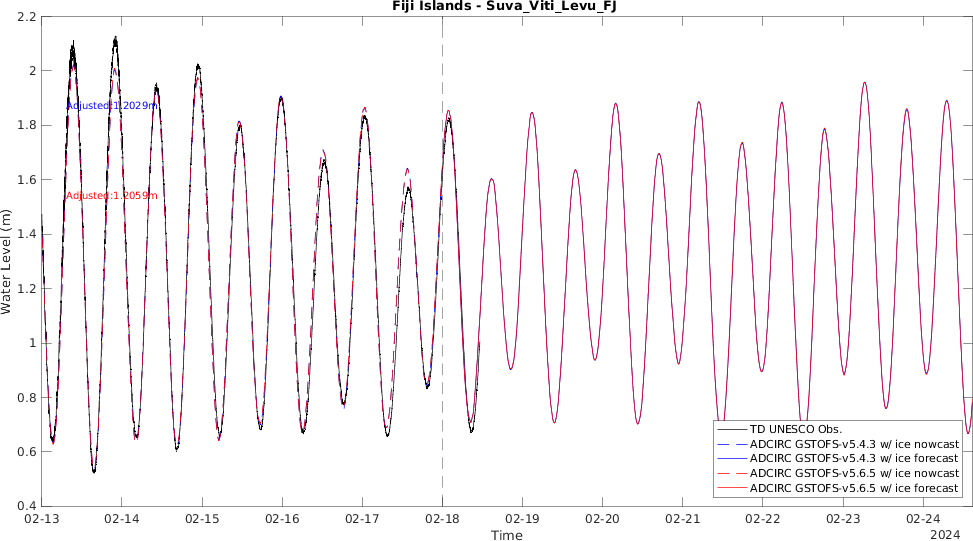 Fiji Islands - Suva_Viti_Levu_FJ
2.2
2
1.8
1.6
1.4
1.2
1
0.8
0.6
0.4
Water Level (m)
Adjusted:1.2029m
Adjusted:1.2059m
TD UNESCO Obs.
ADCIRC GSTOFS-v5.4.3 w/ ice nowcast
ADCIRC GSTOFS-v5.4.3 w/ ice forecast
ADCIRC GSTOFS-v5.6.5 w/ ice nowcast
ADCIRC GSTOFS-v5.6.5 w/ ice forecast
02-13 02-14 02-15 02-16 02-17 02-18 02-19 02-20 02-21 02-22 02-23 02-24
Time 2024